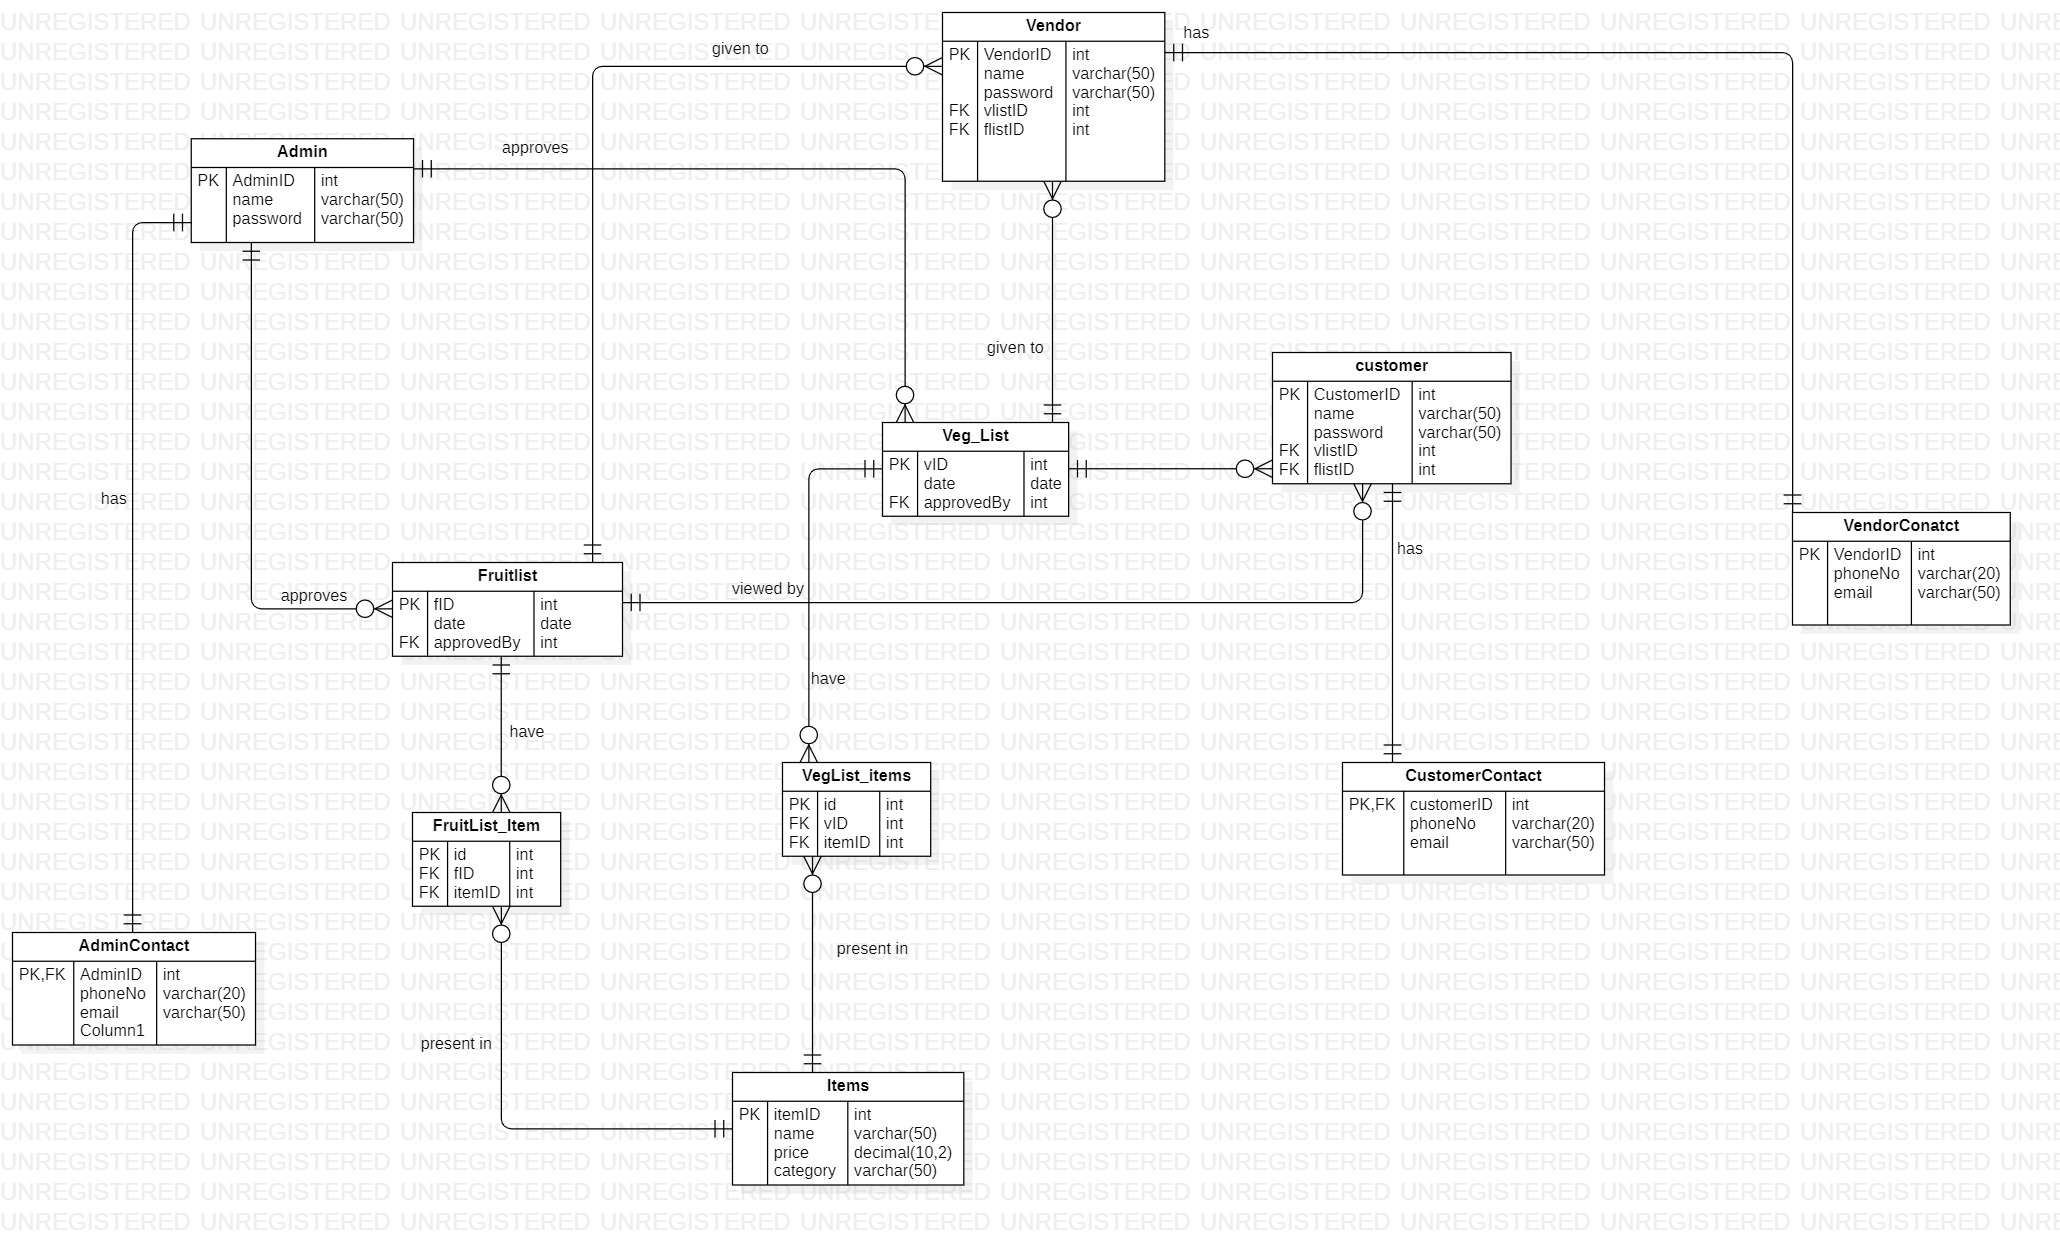 Vendor
PK VendorID int
name varchar(50)
password varchar(50)
FK vlistID int
FK flistID int
has
given to
approves
Admin
PK AdminID int
name varchar(50)
password varchar(50)
given to
customer
PK CustomerID int
name varchar(50)
password varchar(50)
FK vlistID int
FK flistID int
Veg_List
PK vID int
date date
FK approvedBy int
has
has
VendorConatct
PK VendorID int
phoneNo varchar(20)
email varchar(50)
Fruitlist
PK fID int
date date
FK approvedBy int
approves
viewed by
have
have
VegList_items
PK id int
FK vID int
FK itemID int
CustomerContact
PK,FK customerID int
phoneNo varchar(20)
email varchar(50)
FruitList_Item
PK id int
FK fID int
FK itemID int
AdminContact
PK,FK AdminID int
phoneNo varchar(20)
email varchar(50)
Column1
present in
present in
Items
PK itemID int
name varchar(50)
price decimal(10,2)
category varchar(50)
UNREGISTERED